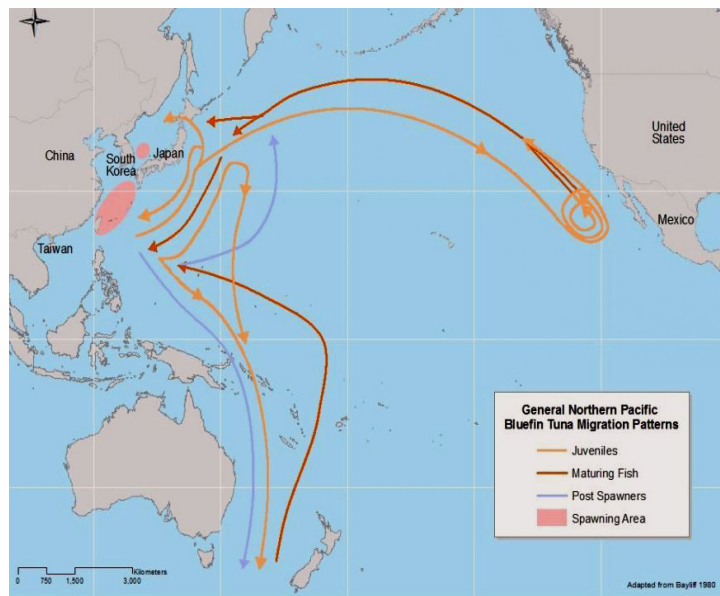 China
South
Korea
Japan
Taiwan
United
States
Mexico
General Northern Pacific
Bluefin Tuna Migration Patterns
Juveniles
Maturing Fish
Post Spawners
Spawning Area
Kilometers
0 750 1,500 3,000
Adapted from Bayliff 1980